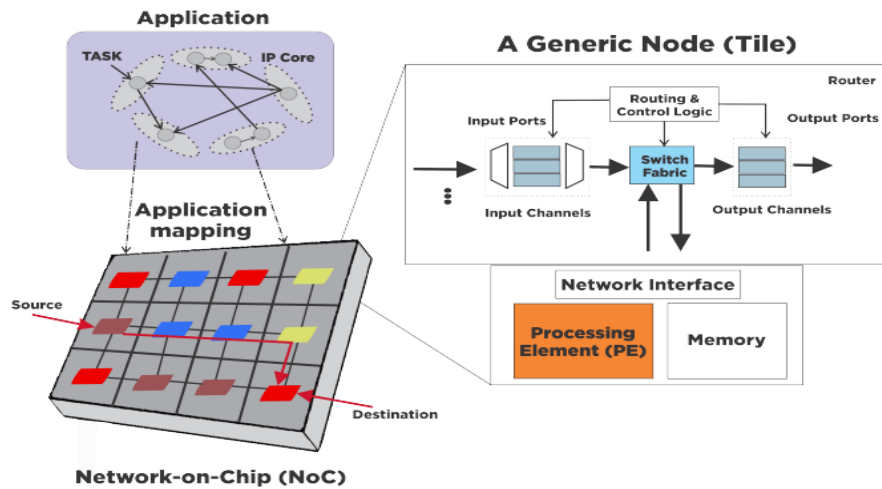 Application
TASK
IP Core
Application
mapping
Source
Destination
Network-on-Chip (NoC)
A Generic Node (Tile)
Router
Routing &
Control Logic
Input Ports
Output Ports
Switch
Fabric
Input Channels
Output Channels
Network Interface
Processing
Element (PE)
Memory